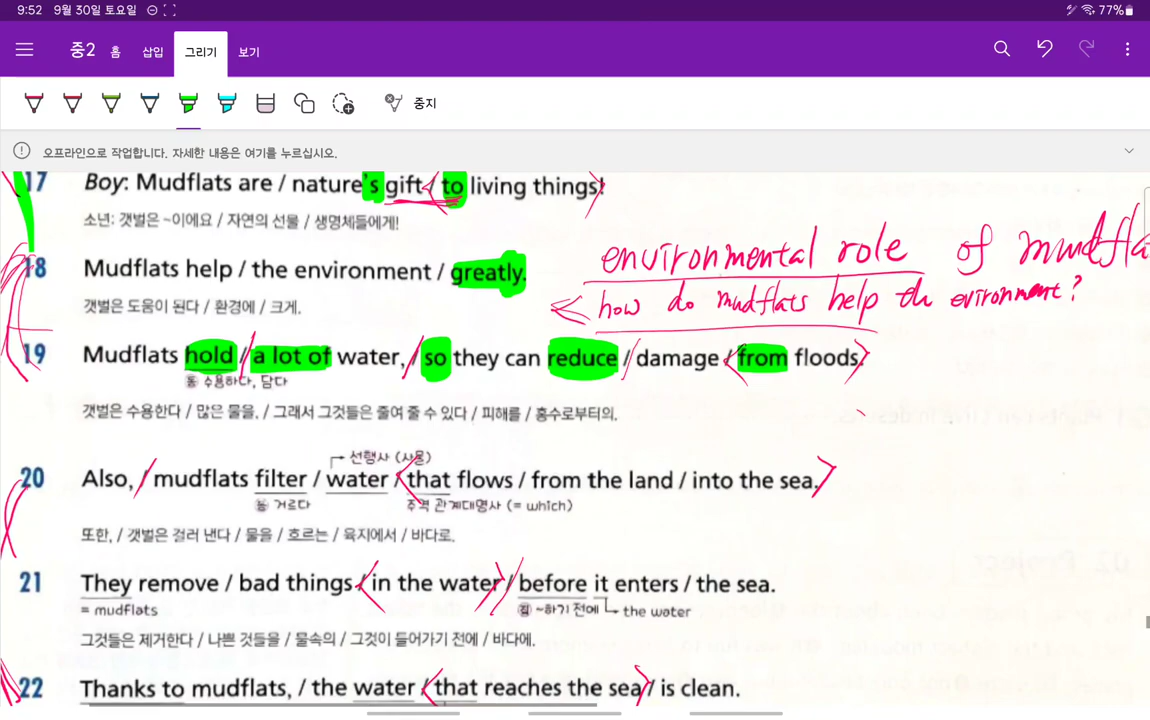 9:52 9월 30일 토요일 77%
중2 홈 삽입 그리기 보기
중지
오프라인으로 작업합니다. 자세한 내용은 여기를 누르십시오.
17 Boy: Mudflats are / nature's gift to living things!
소년: 갯벌은 ~이에요 / 자연의 선물 / 생명체들에게!
environmental role of mudfla
18 Mudflats help / the environment / greatly.
how do mudflats help the evironment?
갯벌은 도움이 된다 / 환경에 / 크게.
19 Mudflats hold / a lot of water, / so they can reduce / damage from floods.
동 수용하다, 담다
갯벌은 수용한다 / 많은 물을, / 그래서 그것들은 줄여 줄 수 있다 / 피해를 / 홍수로부터의.
선행사 (사물)
20 Also, / mudflats filter / water that flows / from the land / into the sea.
동 거르다 주격 관계대명사 (= which)
또한, / 갯벌은 걸러 낸다 / 물을 / 흐르는 / 육지에서 / 바다로.
21 They remove / bad things / in the water / before it enters / the sea.
= mudflats 접 ~하기 전에 the water
그것들은 제거한다 / 나쁜 것들을 / 물속의 / 그것이 들어가기 전에 / 바다에.
22 Thanks to mudflats, / the water that reaches the sea / is clean.